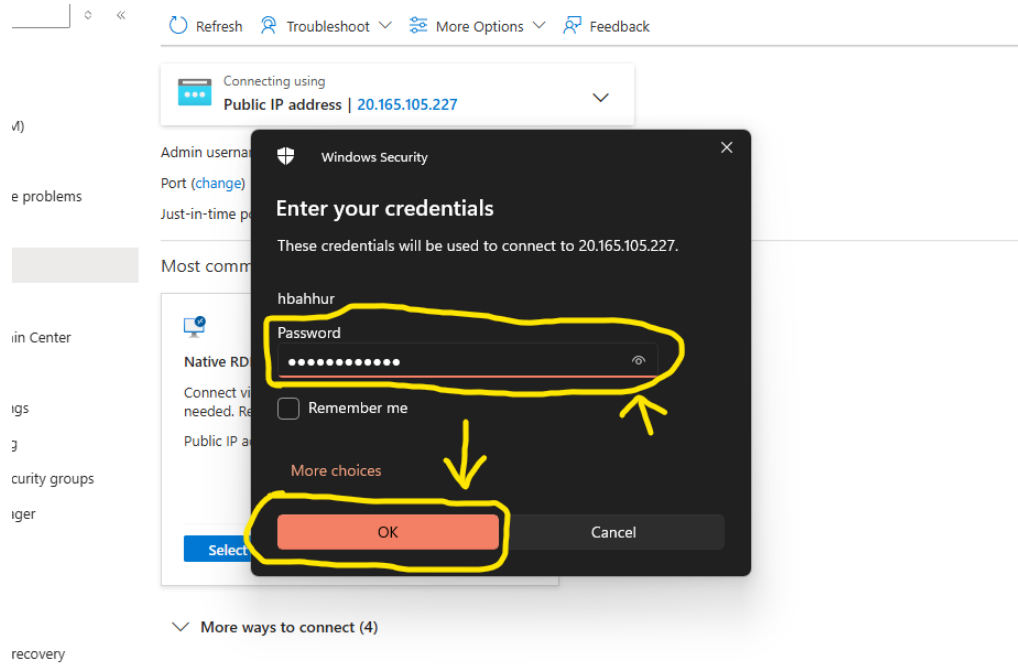 Refresh Troubleshoot More Options Feedback
Connecting using
Public IP address | 20.165.105.227
M)
Admin userna
Windows Security
Port (change)
e problems
Enter your credentials
Just-in-time p
These credentials will be used to connect to 20.165.105.227.
Most comm
hbahhur
Password
in Center
Native RD
Connect vi
needed. Re
Remember me
gs
Public IP a
g
More choices
curity groups
ager
OK Cancel
Select
More ways to connect (4)
recovery